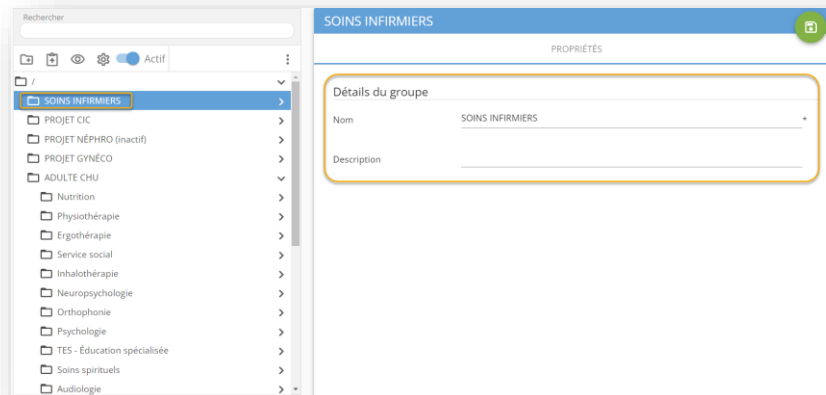 Rechercher
Actif
/
SOINS INFIRMIERS
PROJET CIC
PROJET NÉPHRO (inactif)
PROJET GYNÉCO
ADULTE CHU
Nutrition
Physiothérapie
Ergothérapie
Service social
Inhalothérapie
Neuropsychologie
Orthophonie
Psychologie
TES - Éducation spécialisée
Soins spirituels
Audiologie
SOINS INFIRMIERS
PROPRIÉTÉS
Détails du groupe
Nom SOINS INFIRMIERS *
Description